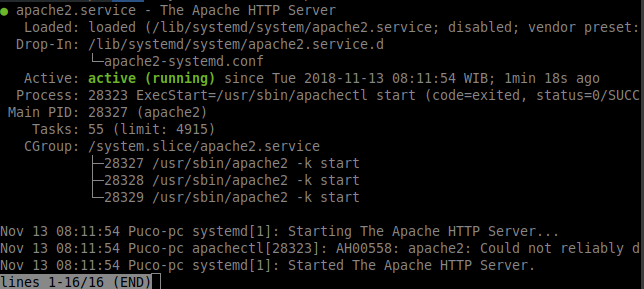 ● apache2.service - The Apache HTTP Server
   Loaded: loaded (/lib/systemd/system/apache2.service; disabled; vendor preset:
  Drop-In: /lib/systemd/system/apache2.service.d
           └─apache2-systemd.conf
   Active: active (running) since Tue 2018-11-13 08:11:54 WIB; 1min 18s ago
  Process: 28323 ExecStart=/usr/sbin/apachectl start (code=exited, status=0/SUCC
 Main PID: 28327 (apache2)
    Tasks: 55 (limit: 4915)
   CGroup: /system.slice/apache2.service
           ├─28327 /usr/sbin/apache2 -k start
           ├─28328 /usr/sbin/apache2 -k start
           └─28329 /usr/sbin/apache2 -k start

Nov 13 08:11:54 Puco-pc systemd[1]: Starting The Apache HTTP Server...
Nov 13 08:11:54 Puco-pc apachectl[28323]: AH00558: apache2: Could not reliably d
Nov 13 08:11:54 Puco-pc systemd[1]: Started The Apache HTTP Server.
lines 1-16/16 (END)